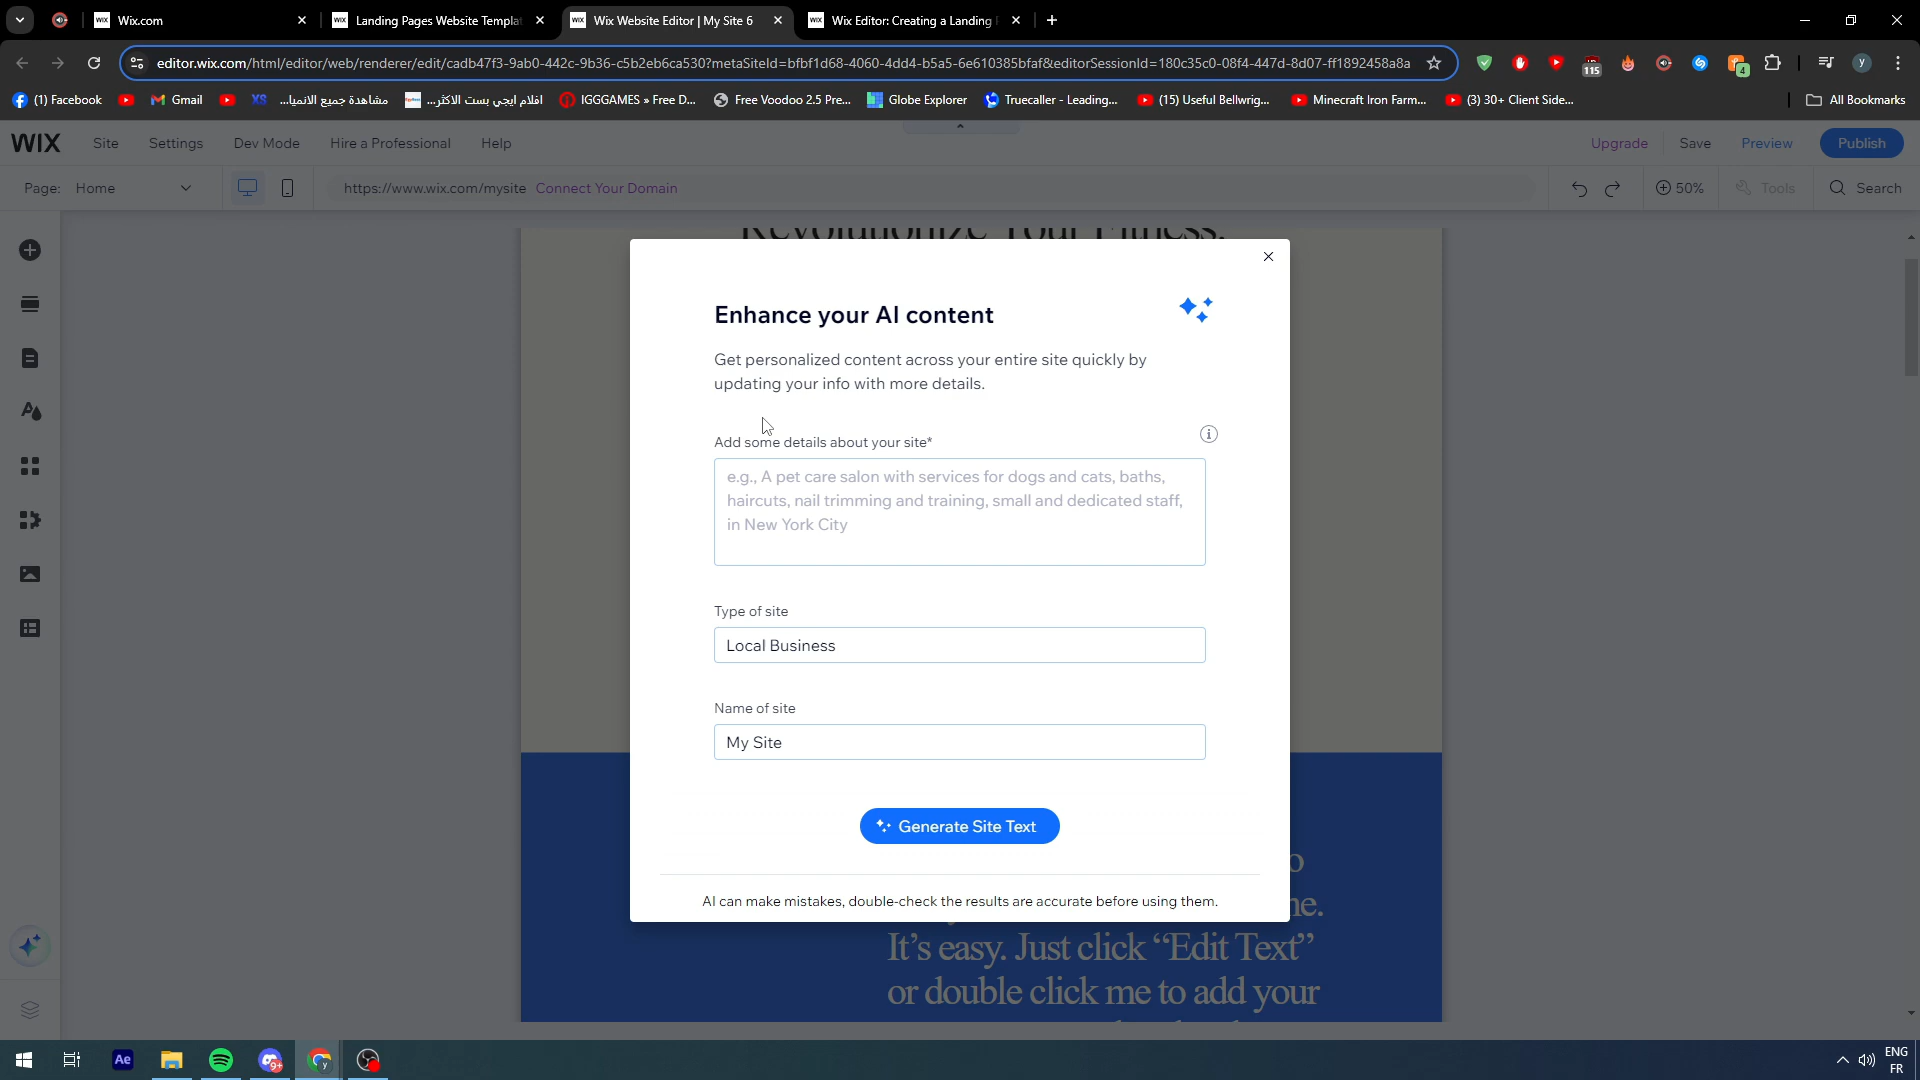 Wix.com
Landing Pages Website Templat
Wix Website Editor | My Site 6
Wix Editor: Creating a Landing
editor.wix.com/html/editor/web/renderer/edit/cadb47f3-9ab0-442c-9b36-c5b2eb6ca530?metaSiteId=bfbf1d68-4060-4dd4-b5a5-6e610385bfaf&editorSessionId=180c35c0-08f4-447d-8d07-ff1892458a8a
115
4
y
(1) Facebook
Gmail
مشاهدة جميع الانميا...
افلام ايجي بست الاكثر...
IGGGAMES » Free D...
Free Voodoo 2.5 Pre...
Globe Explorer
Truecaller - Leading...
(15) Useful Bellwrig...
Minecraft Iron Farm...
(3) 30+ Client Side...
All Bookmarks
WIX
Site
Settings
Dev Mode
Hire a Professional
Help
Upgrade
Save
Preview
Publish
Page: Home
https://www.wix.com/mysite Connect Your Domain
50%
Tools
Search
Revolutionize Your Fitness.
Enhance your AI content
Get personalized content across your entire site quickly by
updating your info with more details.
Add some details about your site*
e.g., A pet care salon with services for dogs and cats, baths,
haircuts, nail trimming and training, small and dedicated staff,
in New York City
Type of site
Local Business
Name of site
My Site
Generate Site Text
AI can make mistakes, double-check the results are accurate before using them.
It's easy. Just click “Edit Text”
or double click me to add your
Ae
9+
ENG
FR